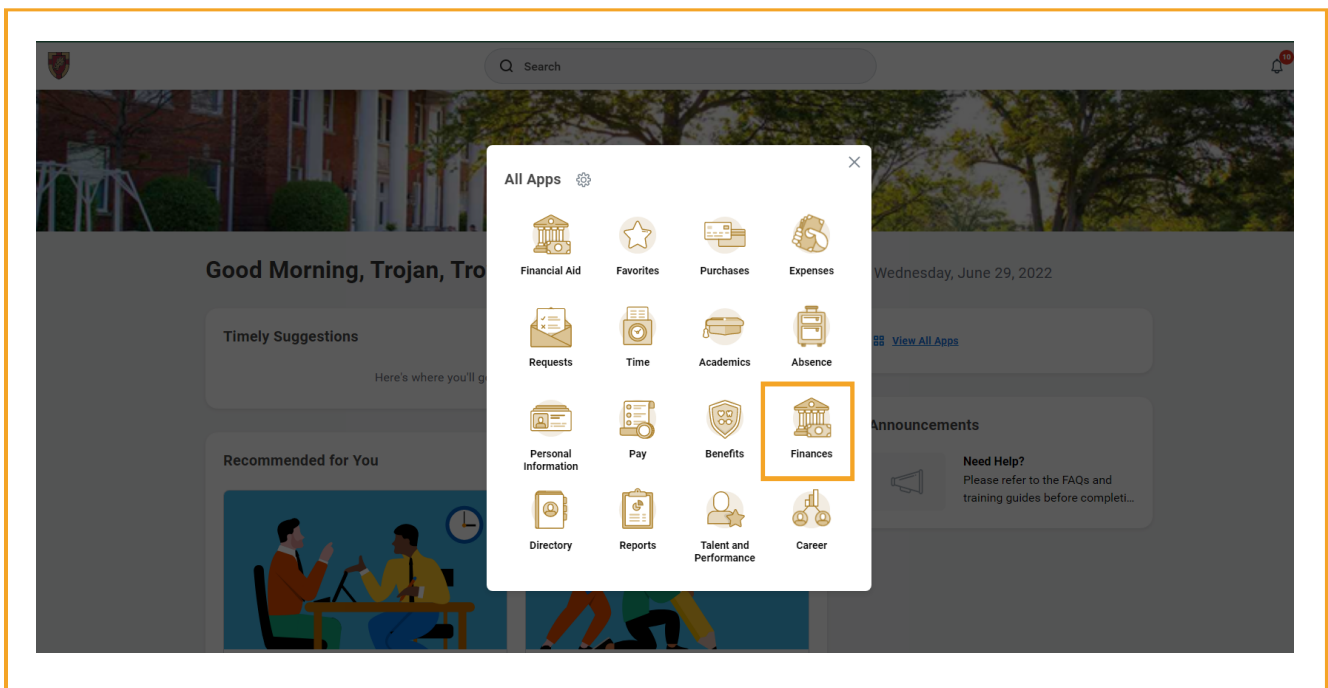 Search
10
All Apps
Financial Aid
Favorites
Purchases
Expenses
Good Morning, Trojan, Tro
Wednesday, June 29, 2022
Timely Suggestions
View All Apps
Requests
Time
Academics
Absence
Here's where you'll g
Announcements
Personal
Information
Pay
Benefits
Finances
Recommended for You
Need Help?
Please refer to the FAQs and
training guides before completi...
Directory
Reports
Talent and
Performance
Career